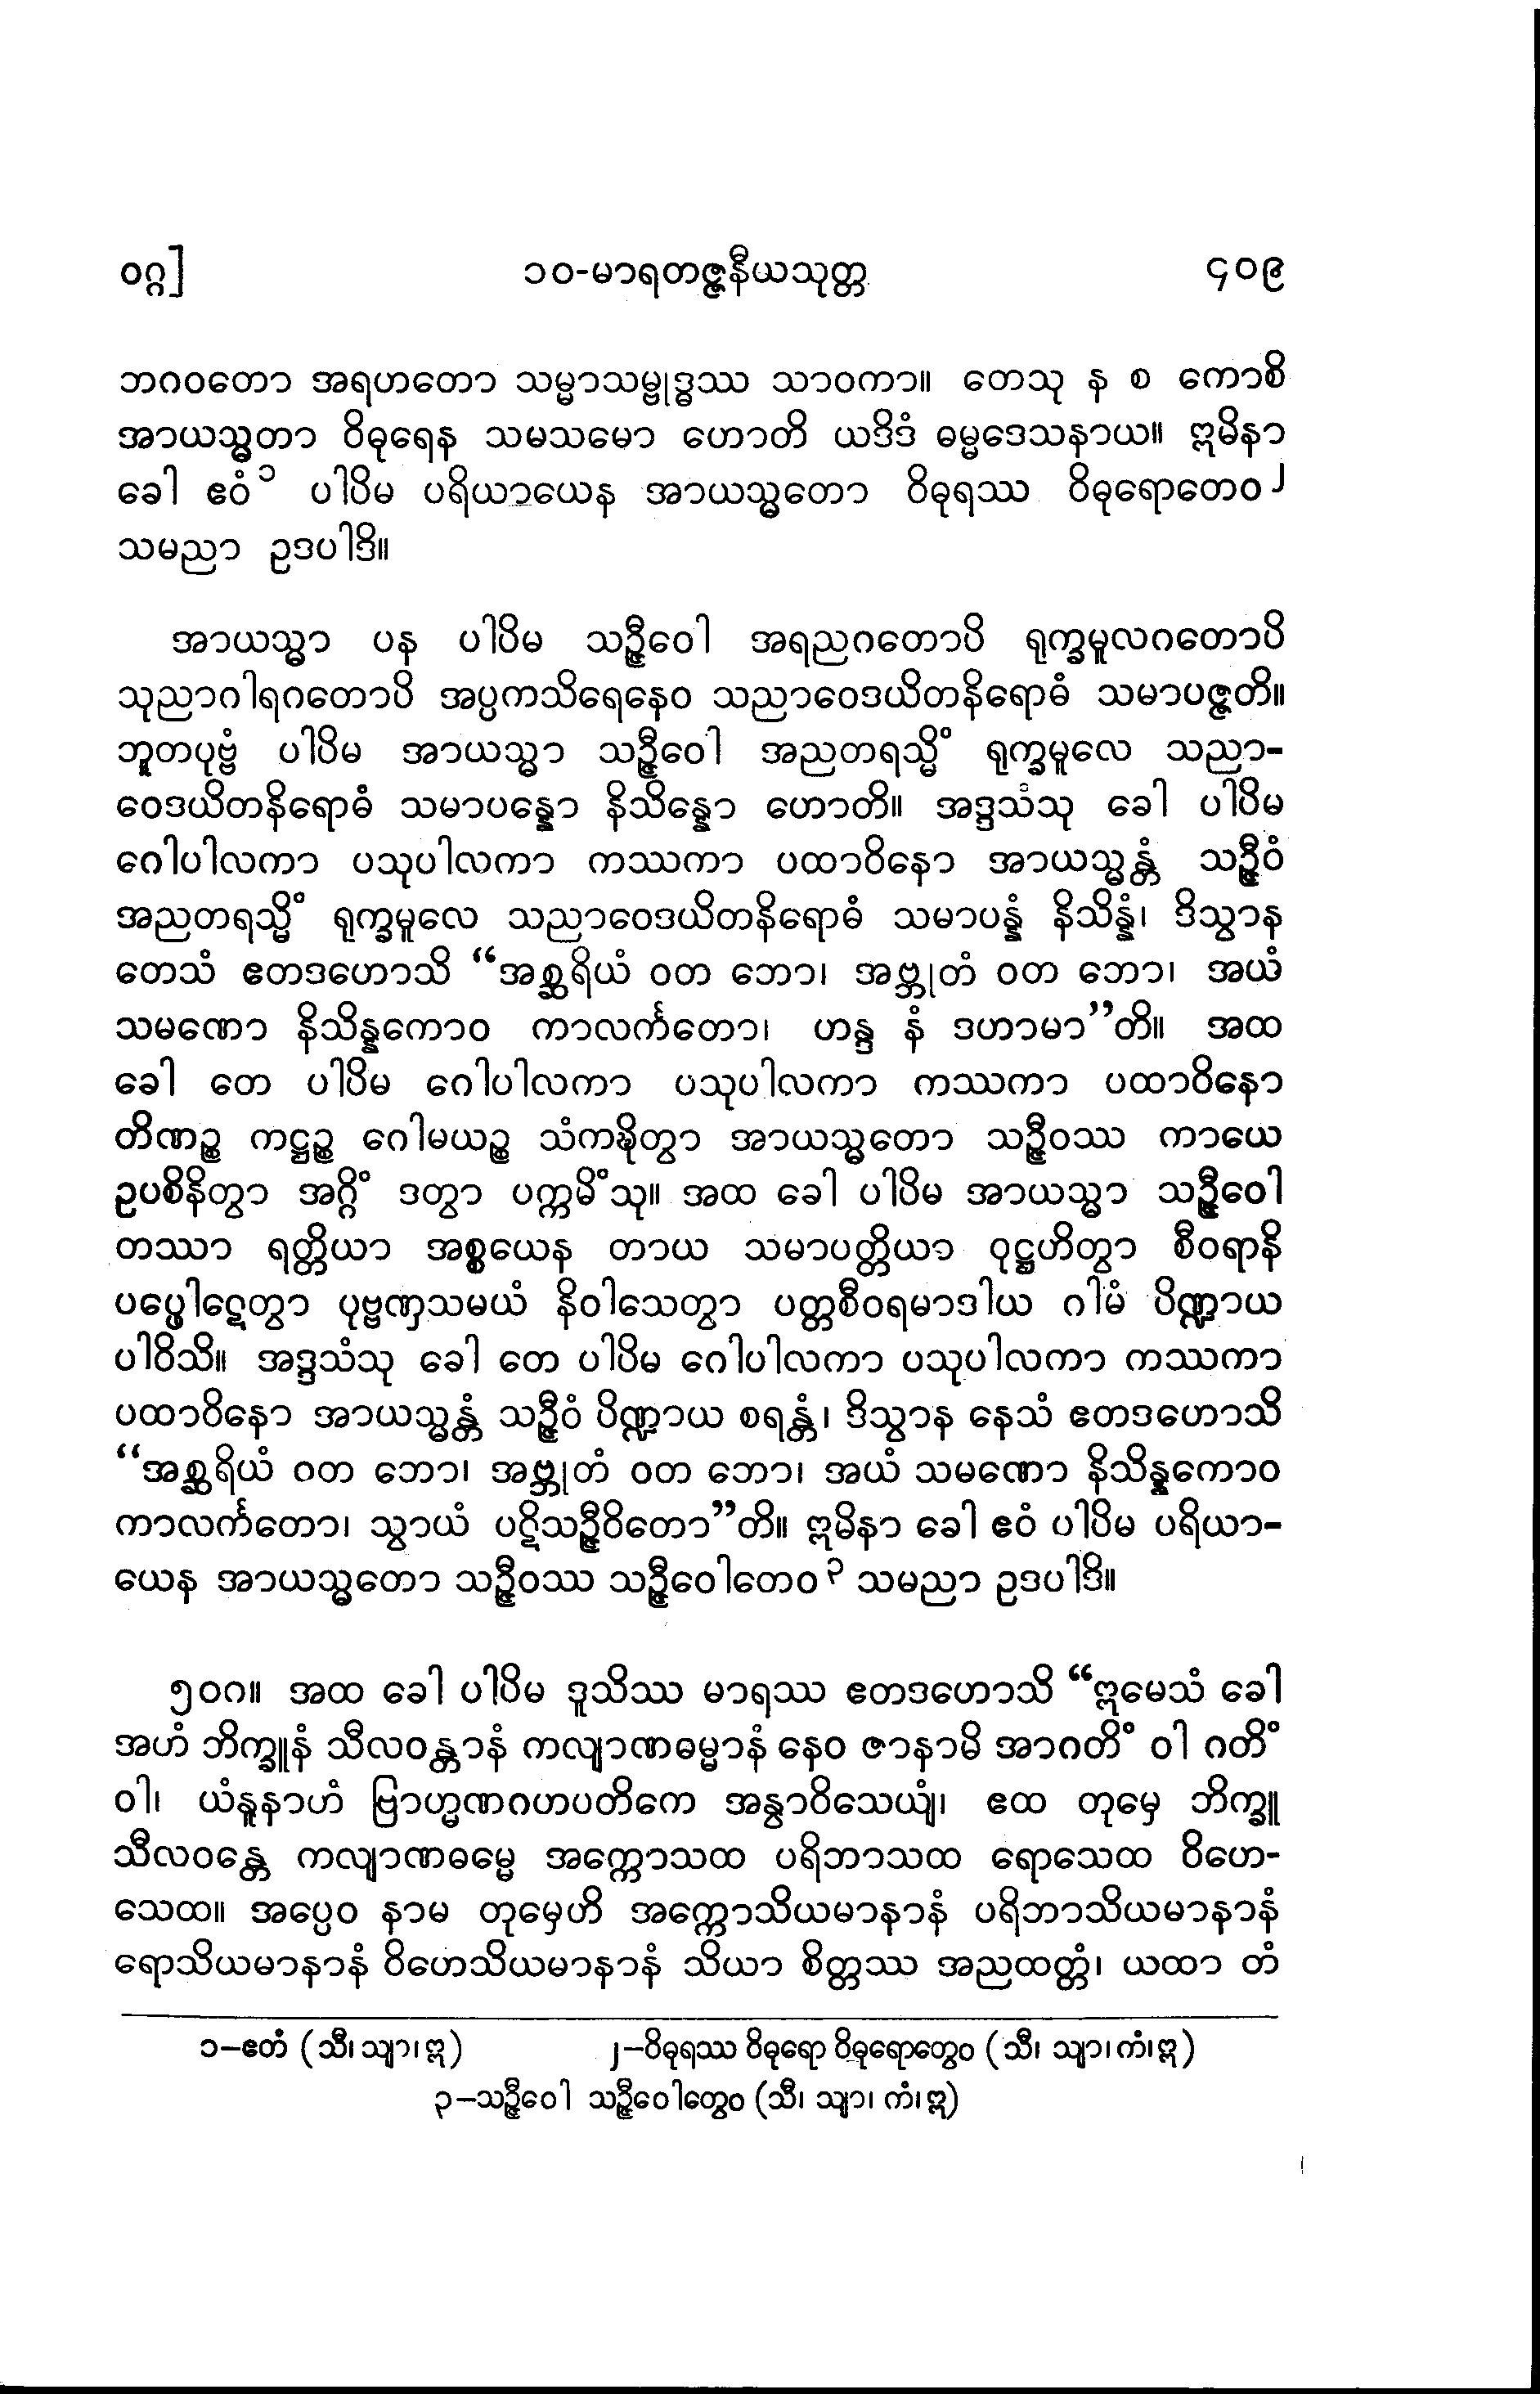 ဝဂ္ဂ]
၁၀-မာရတဇ္ဇနီယသုတ္တ
၄၀၉
ဘဂဝတော အရဟတော သမ္မာသမ္ဗုဒ္ဓဿ သာဝကာ။ တေသု န စ ကောစိ
အာယသ္မတာ ဝိဓုရေန သမသမော ဟောတိ ယဒိဒံ ဓမ္မဒေသနာယ။ ဣမိနာ
ခေါ ဧဝံ၁ ပါပိမ ပရိယာယေန အာယသ္မတော ဝိဓုရဿ ဝိဓုရောတေဝ၂
သမညာ ဥဒပါဒိ။
အာယသ္မာ ပန ပါပိမ သဉ္ဇီဝေါ အရညဂတောပိ ရုက္ခမူလဂတောပိ
သုညာဂါရဂတောပိ အပ္ပကသိရေနေဝ သညာဝေဒယိတနိရောဓံ သမာပဇ္ဇတိ။
ဘူတပုဗ္ဗံ ပါပိမ အာယသ္မာ သဉ္ဇီဝေါ အညတရသ္မိံ ရုက္ခမူလေ သညာ-
ဝေဒယိတနိရောဓံ သမာပန္နော နိသိန္နော ဟောတိ။ အဒ္ဒသံသု ခေါ ပါပိမ
ဂေါပါလကာ ပသုပါလကာ ကဿကာ ပထာဝိနော အာယသ္မန္တံ သဉ္ဇီဝံ
အညတရသ္မိံ ရုက္ခမူလေ သညာဝေဒယိတနိရောဓံ သမာပန္နံ နိသိန္နံ၊ ဒိသွာန
တေသံ ဧတဒဟောသိ “အစ္ဆရိယံ ဝတ ဘော၊ အဗ္ဘုတံ ဝတ ဘော၊ အယံ
သမဏော နိသိန္နကောဝ ကာလင်္ကတော၊ ဟန္ဒ နံ ဒဟာမာ”တိ။ အထ
ခေါ တေ ပါပိမ ဂေါပါလကာ ပသုပါလကာ ကဿကာ ပထာဝိနော
တိဏဉ္စ ကဋ္ဌဉ္စ ဂေါမယဉ္စ သံကဍ္ဎိတွာ အာယသ္မတော သဉ္ဇီဝဿ ကာယေ
ဥပစိနိတွာ အဂ္ဂိံ ဒတွာ ပက္ကမိံသု။ အထ ခေါ ပါပိမ အာယသ္မာ သဉ္ဇီဝေါ
တဿာ ရတ္တိယာ အစ္စယေန တာယ သမာပတ္တိယာ ဝုဋ္ဌဟိတွာ စီဝရာနိ
ပပ္ဖေါဋေတွာ ပုဗ္ဗဏှသမယံ နိဝါသေတွာ ပတ္တစီဝရမာဒါယ ဂါမံ ပိဏ္ဍာယ
ပါဝိသိ။ အဒ္ဒသံသု ခေါ တေ ပါပိမ ဂေါပါလကာ ပသုပါလကာ ကဿကာ
ပထာဝိနော အာယသ္မန္တံ သဉ္ဇီဝံ ပိဏ္ဍာယ စရန္တံ၊ ဒိသွာန နေသံ ဧတဒဟောသိ
“အစ္ဆရိယံ ဝတ ဘော၊ အဗ္ဘုတံ ဝတ ဘော၊ အယံ သမဏော နိသိန္နကောဝ
ကာလင်္ကတော၊ သွာယံ ပဋိသဉ္ဇီဝိတော”တိ။ ဣမိနာ ခေါ ဧဝံ ပါပိမ ပရိယာ-
ယေန အာယသ္မတော သဉ္ဇီဝဿ သဉ္ဇီဝေါတေဝ၃ သမညာ ဥဒပါဒိ။
၅၀ဂ။ အထ ခေါ ပါပိမ ဒူသိဿ မာရဿ ဧတဒဟောသိ “ဣမေသံ ခေါ
အဟံ ဘိက္ခူနံ သီလဝန္တာနံ ကလျာဏဓမ္မာနံ နေဝ ဇာနာမိ အာဂတိံ ဝါ ဂတိံ
ဝါ၊ ယံနူနာဟံ ဗြာဟ္မဏဂဟပတိကေ အနွာဝိသေယျံ၊ ဧထ တုမှေ ဘိက္ခူ
သီလဝန္တေ ကလျာဏဓမ္မေ အက္ကောသထ ပရိဘာသထ ရောသေထ ဝိဟေ-
သေထ။ အပ္ပေဝ နာမ တုမှေဟိ အက္ကောသိယမာနာနံ ပရိဘာသိယမာနာနံ
ရောသိယမာနာနံ ဝိဟေသိယမာနာနံ သိယာ စိတ္တဿ အညထတ္တံ၊ ယထာ တံ
၁–ဧတံ (သီ၊ သျာ၊ ဣ)
၂–ဝိဓုရဿ ဝိဓုရော ဝိဓုရောတွေဝ (သီ၊ သျာ၊ ကံ၊ ဣ)
၃–သဉ္ဇီဝေါ သဉ္ဇီဝေါတွေဝ (သီ၊ သျာ၊ ကံ၊ ဣ)